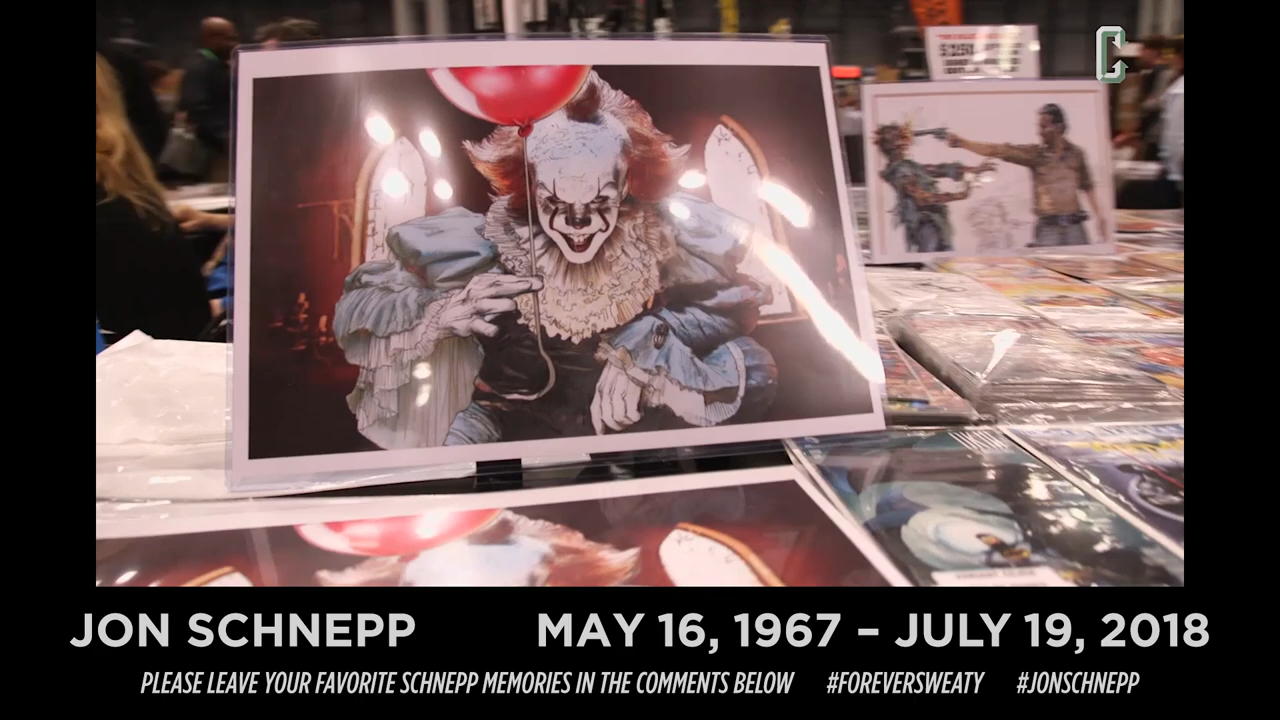 JON SCHNEPP MAY 16, 1967 – JULY 19, 2018
PLEASE LEAVE YOUR FAVORITE SCHNEPP MEMORIES IN THE COMMENTS BELOW #FOREVERSWEATY #JONSCHNEPP